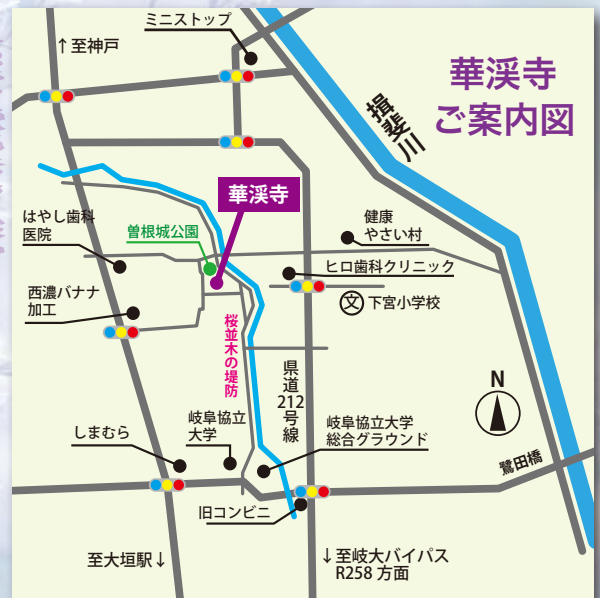 ミニストップ
↑至神戸
華渓寺
ご案内図
揖斐川
華渓寺
はやし歯科
医院
曽根城公園
健康
やさい村
ヒロ歯科クリニック
西濃バナナ
加工
文 下宮小学校
桜並木の堤防
県道212号線
N
しまむら
岐阜協立
大学
岐阜協立大学
総合グラウンド
鷺田橋
旧コンビニ
至大垣駅↓
↓至岐大バイパス
R258 方面